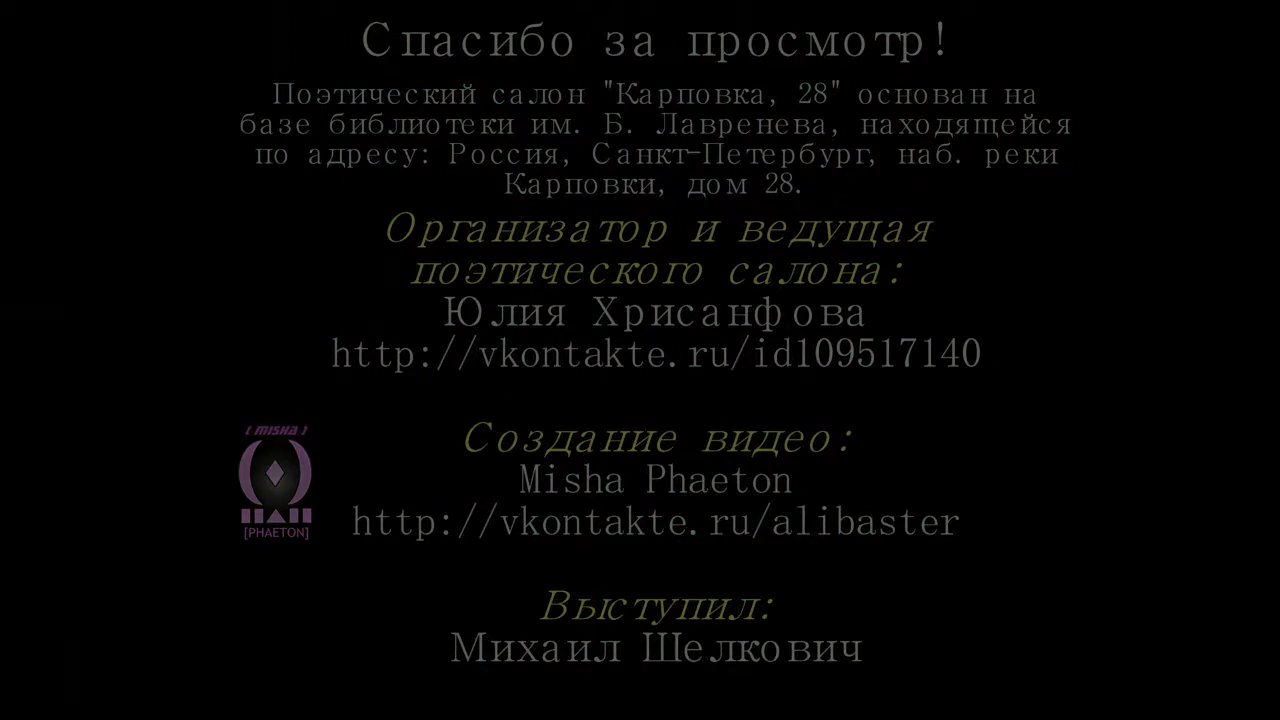 Спасибо за просмотр!
Поэтический салон "Карповка, 28" основан на
базе библиотеки им. Б. Лавренева, находящейся
по адресу: Россия, Санкт-Петербург, наб. реки
Карповки, дом 28.
Организатор и ведущая
поэтического салона:
Юлия Хрисанфова
http://vkontakte.ru/id109517140
Создание видео:
(MISHA)
[PHAETON]
Misha Phaeton
http://vkontakte.ru/alibaster
Выступил:
Михаил Шелкович